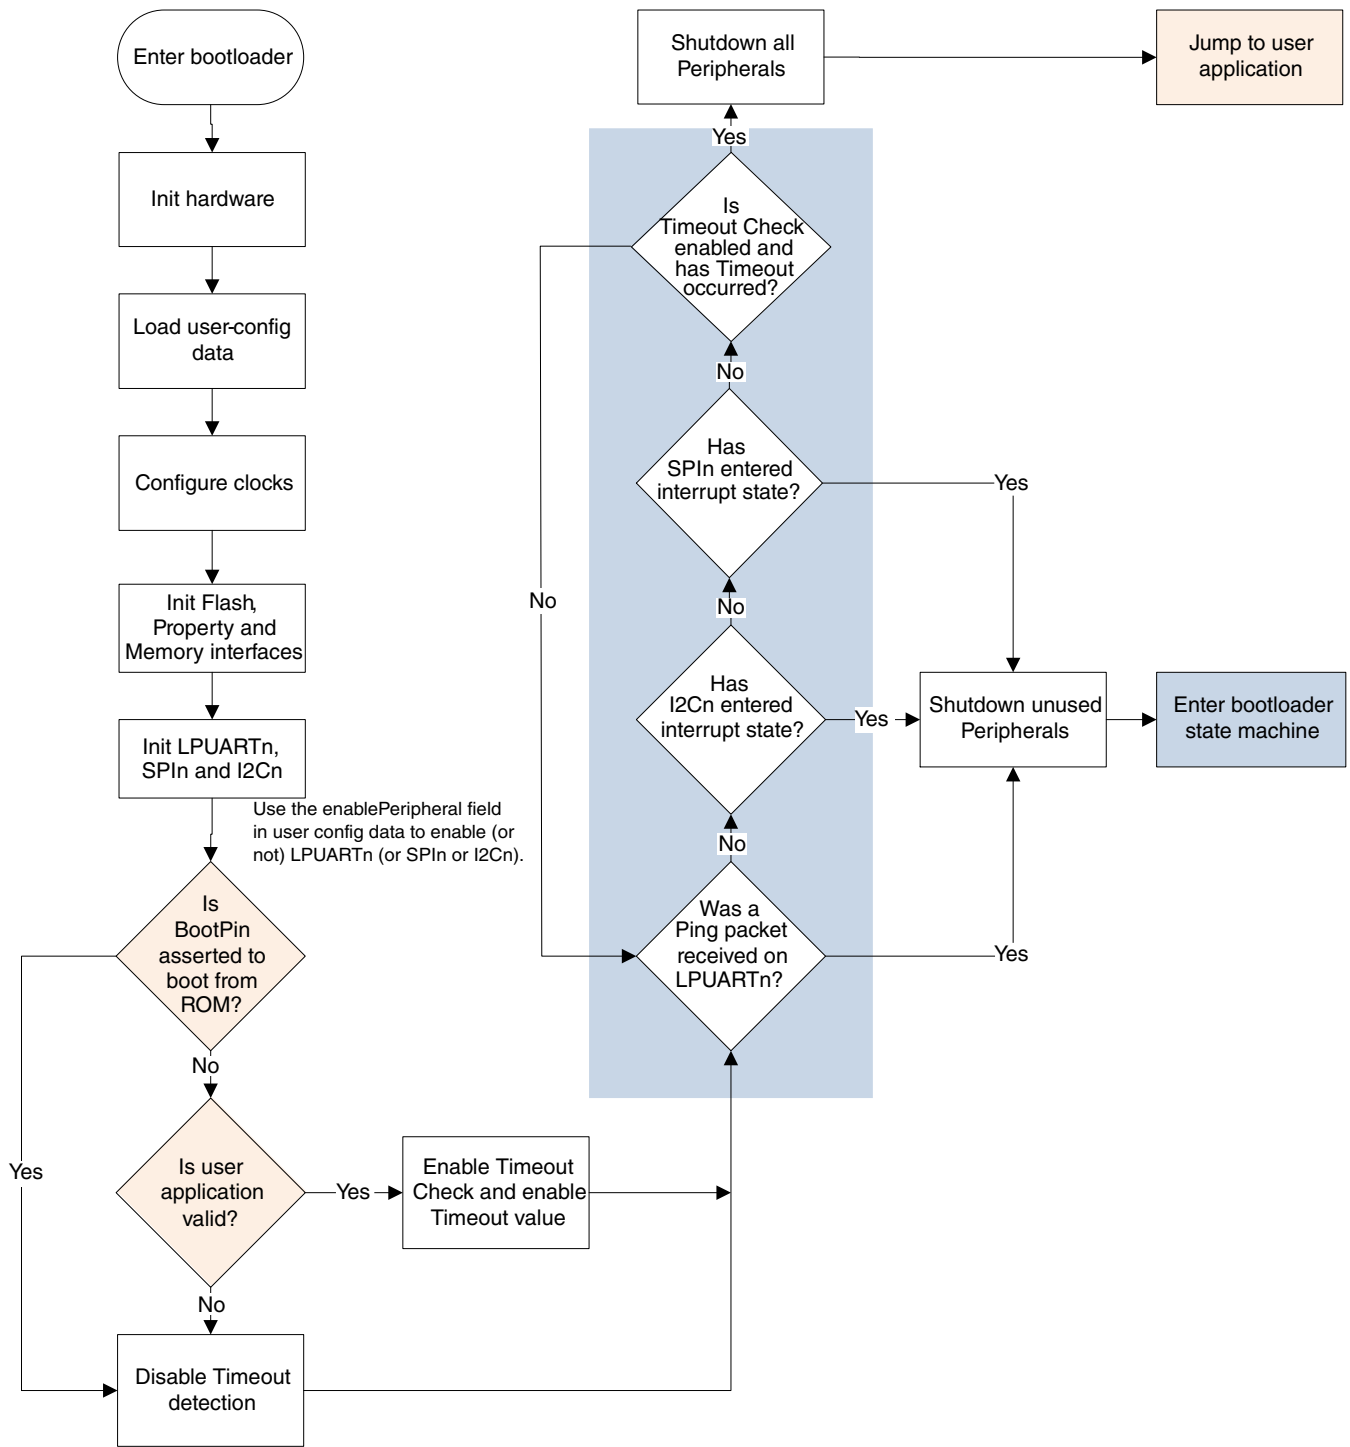 Enter bootloader
Init hardware
Load user-config
data
Configure clocks
Init Flash,
Property and
Memory interfaces
Init LPUARTn,
SPIn and I2Cn
Use the enablePeripheral field
in user config data to enable (or
not) LPUARTn (or SPIn or I2Cn).
Is
BootPin
asserted to
boot from
ROM?
No
Yes
Is user
application
valid?
Yes
No
Enable Timeout
Check and enable
Timeout value
Disable Timeout
detection
Shutdown all
Peripherals
Jump to user
application
Yes
Is
Timeout Check
enabled and
has Timeout
occurred?
No
No
Has
SPIn entered
interrupt state?
Yes
No
Has
I2Cn entered
interrupt state?
Yes
Shutdown unused
Peripherals
Enter bootloader
state machine
No
Was a
Ping packet
received on
LPUARTn?
Yes